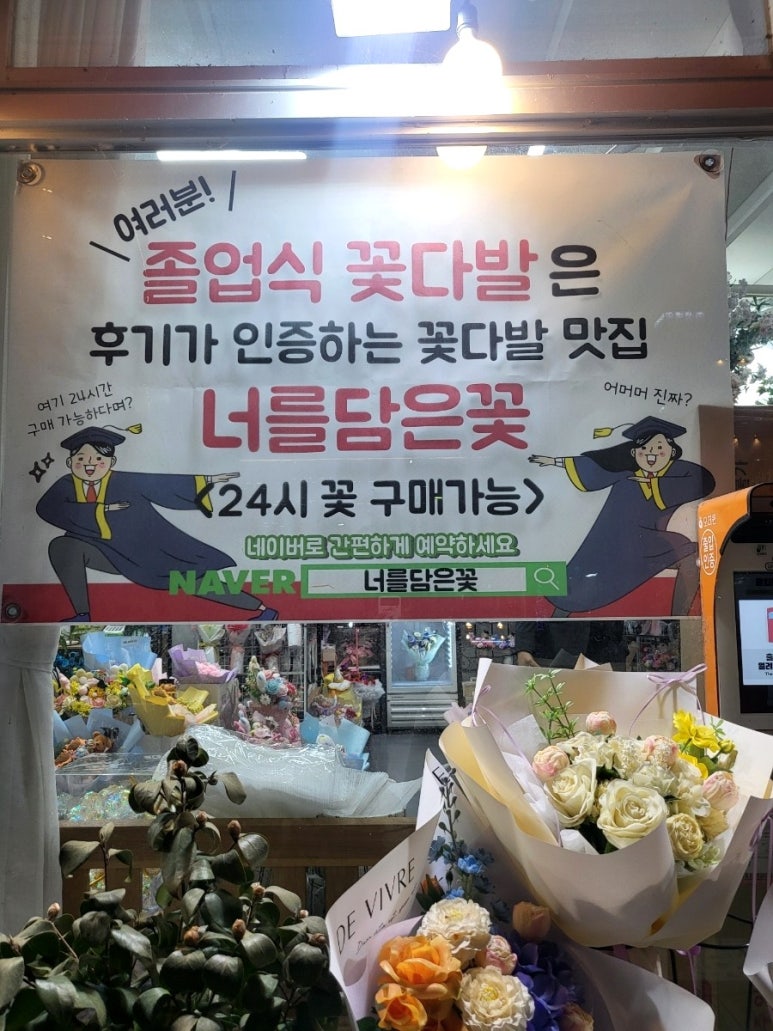 여러분!
졸업식 꽃다발은
후기가 인증하는 꽃다발 맛집
너를담은꽃
여기 24시간
구매 가능하다며?
어머머 진짜?
<24시 꽃 구매가능>
네이버로 간편하게 예약하세요
NAVER 너를담은꽃
DE VIVRE